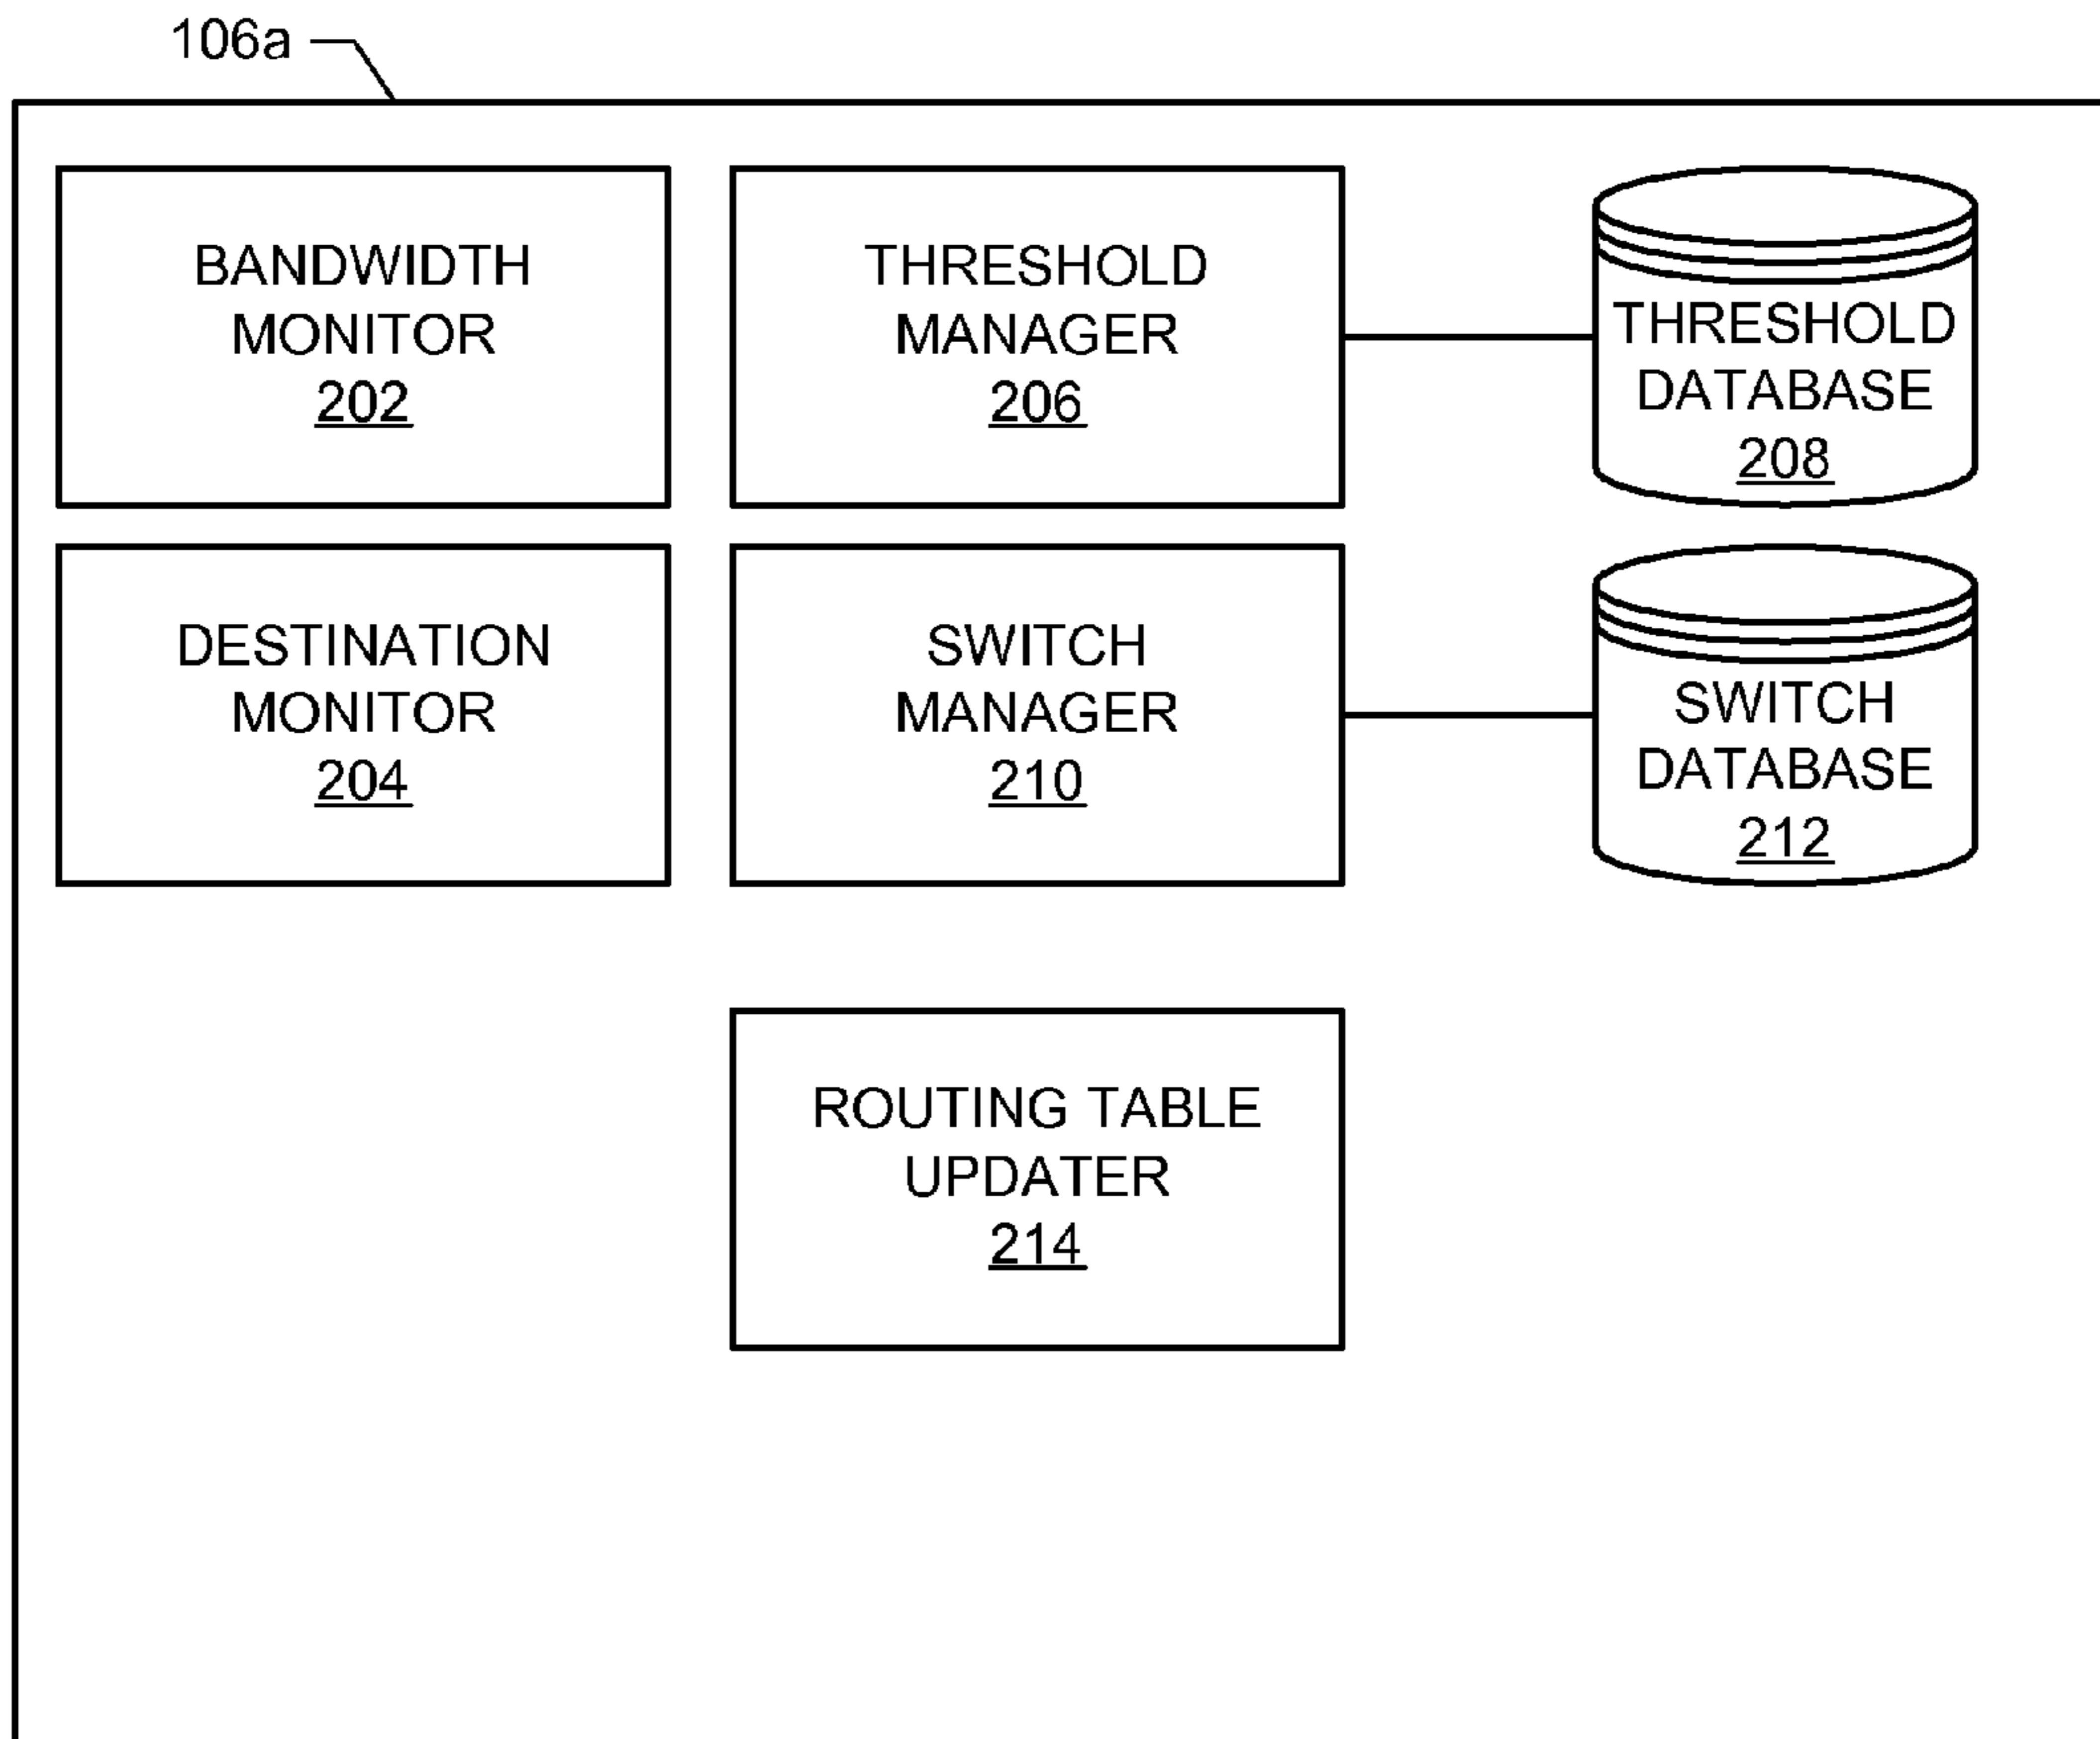 106a
BANDWIDTH
MONITOR
202
THRESHOLD
MANAGER
206
THRESHOLD
DATABASE
208
DESTINATION
MONITOR
204
SWITCH
MANAGER
210
SWITCH
DATABASE
212
ROUTING TABLE
UPDATER
214